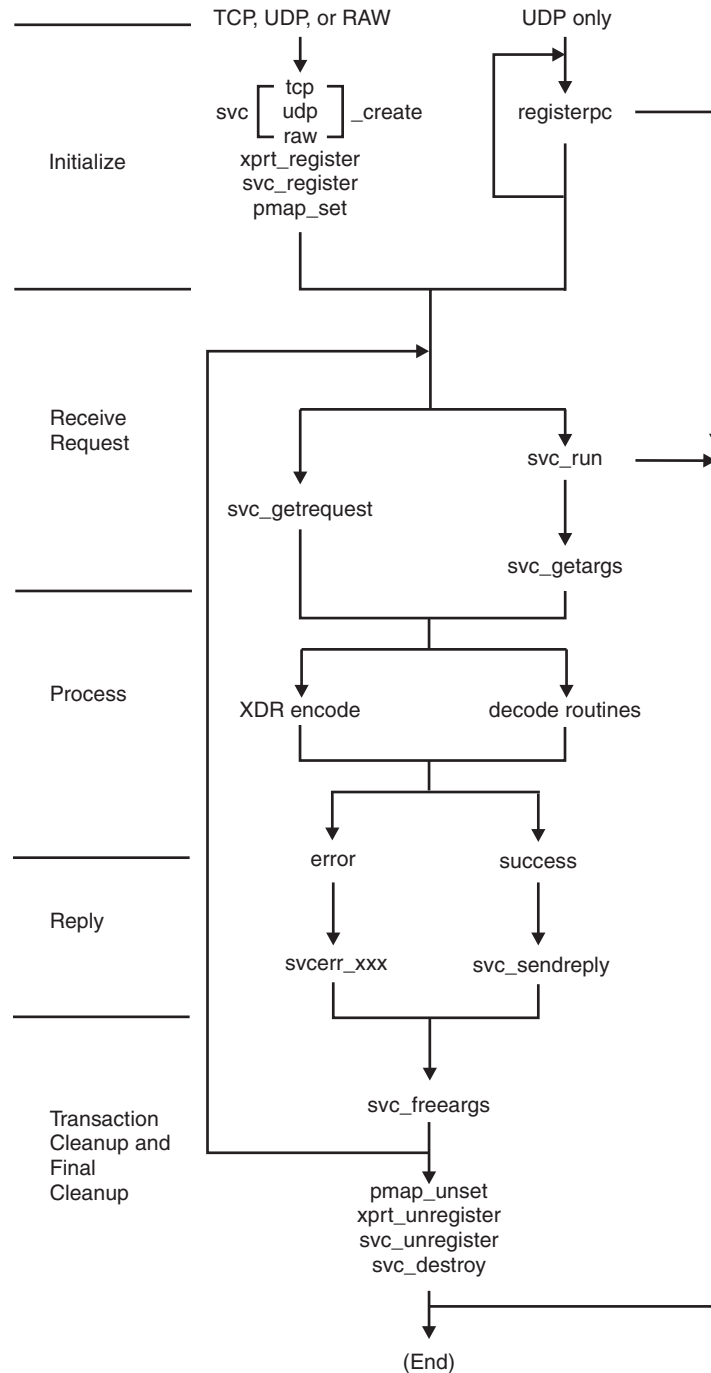 TCP, UDP, or RAW
UDP only
Initialize
svc
tcp
udp
raw
_create
xprt_register
svc_register
pmap_set
registerpc
Receive
Request
svc_run
svc_getrequest
svc_getargs
Process
XDR encode
decode routines
error
success
Reply
svcerr_xxx
svc_sendreply
Transaction
Cleanup and
Final
Cleanup
svc_freeargs
pmap_unset
xprt_unregister
svc_unregister
svc_destroy
(End)